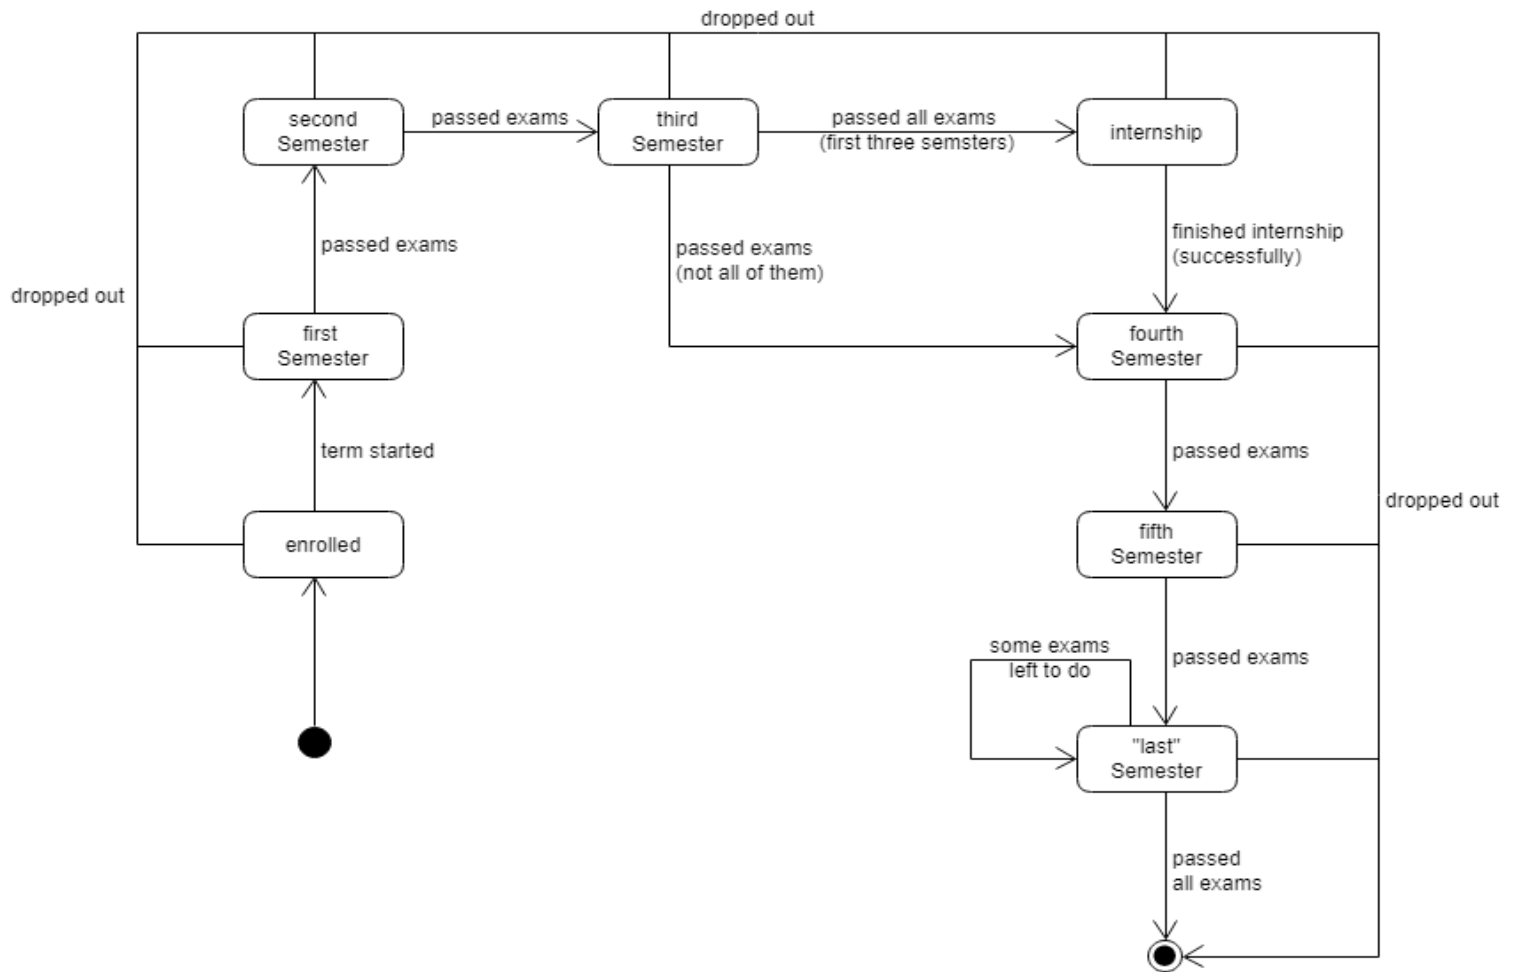 dropped out
second
Semester
passed exams
third
Semester
passed all exams
(first three semsters)
internship
passed exams
passed exams
(not all of them)
finished internship
(successfully)
dropped out
first
Semester
fourth
Semester
term started
passed exams
dropped out
enrolled
fifth
Semester
some exams
left to do
passed exams
"last"
Semester
passed
all exams